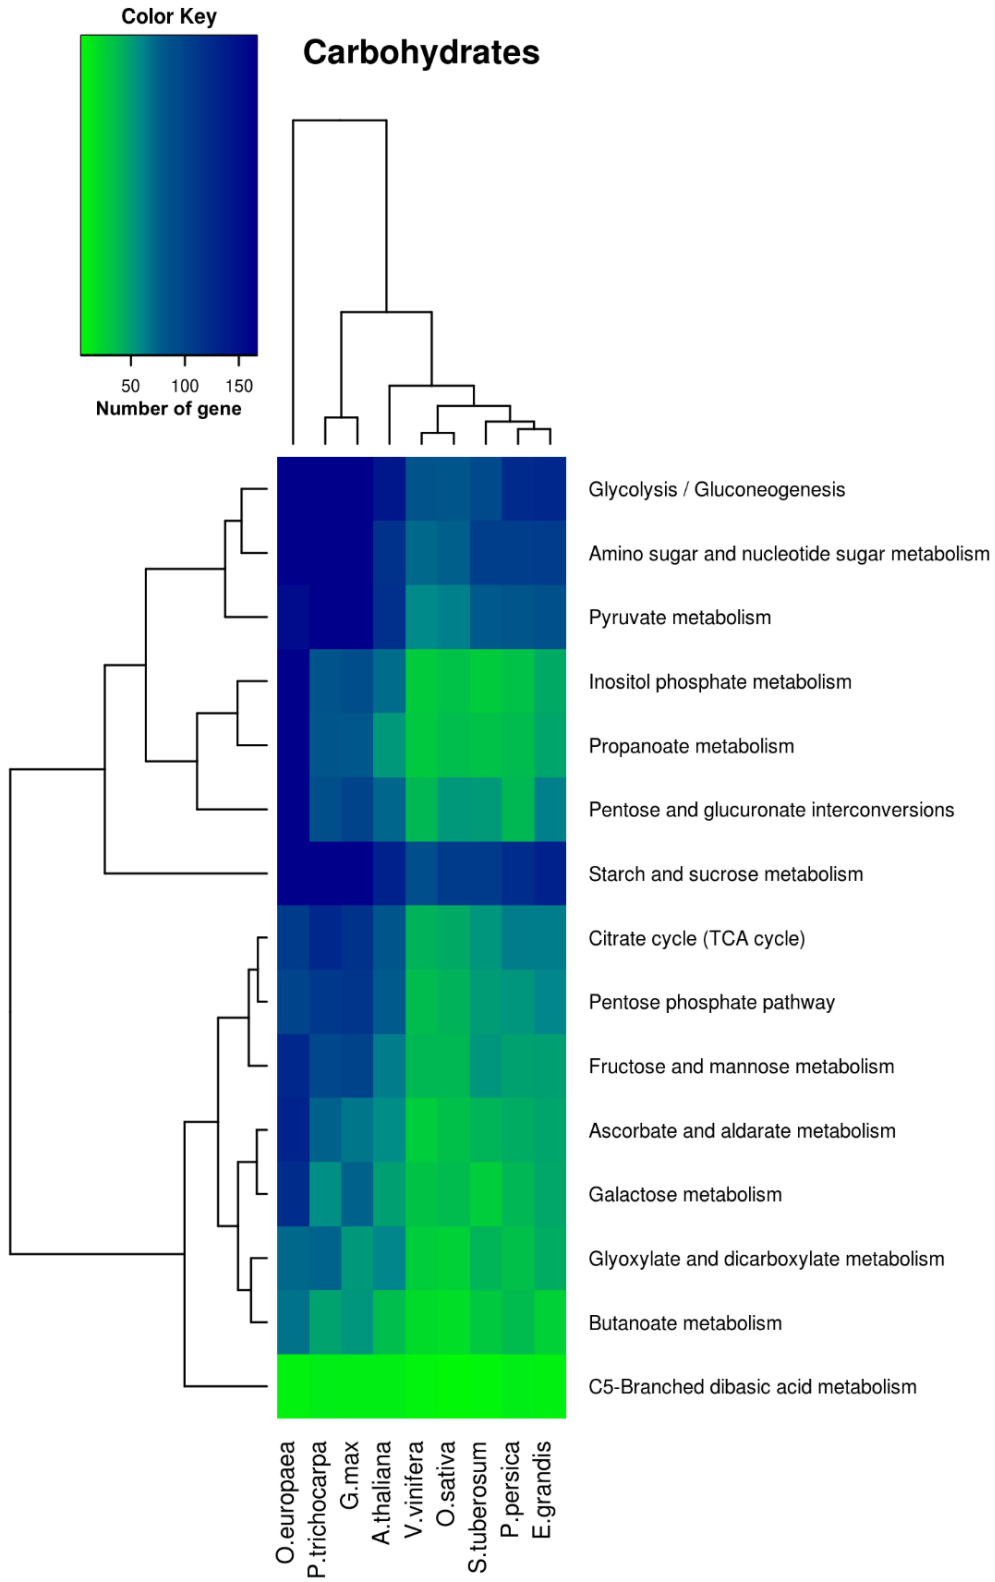 Color Key
Carbohydrates
50 100 150
Number of gene
Glycolysis / Gluconeogenesis
Amino sugar and nucleotide sugar metabolism
Pyruvate metabolism
Inositol phosphate metabolism
Propanoate metabolism
Pentose and glucuronate interconversions
Starch and sucrose metabolism
Citrate cycle (TCA cycle)
Pentose phosphate pathway
Fructose and mannose metabolism
Ascorbate and aldarate metabolism
Galactose metabolism
Glyoxylate and dicarboxylate metabolism
Butanoate metabolism
C5-Branched dibasic acid metabolism
O.europaea
P.trichocarpa
G.max
A.thaliana
V.vinifera
O.sativa
S.tuberosum
P.persica
E.grandis